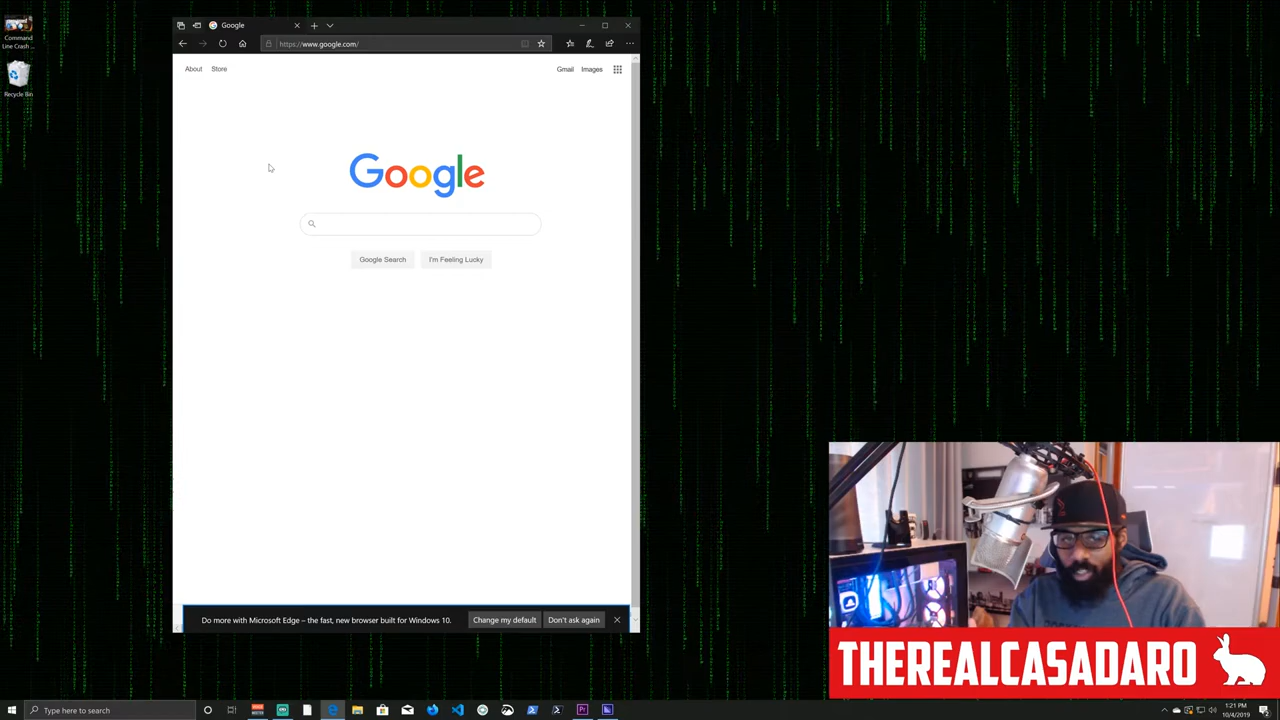 Command
Line Crash ...
Recycle Bin
Google
https://www.google.com/
About Store
Gmail Images
Google
Google Search I'm Feeling Lucky
Do more with Microsoft Edge – the fast, new browser built for Windows 10. Change my default Don't ask again
THEREALCASADARO
Type here to search
1:21 PM
10/4/2019